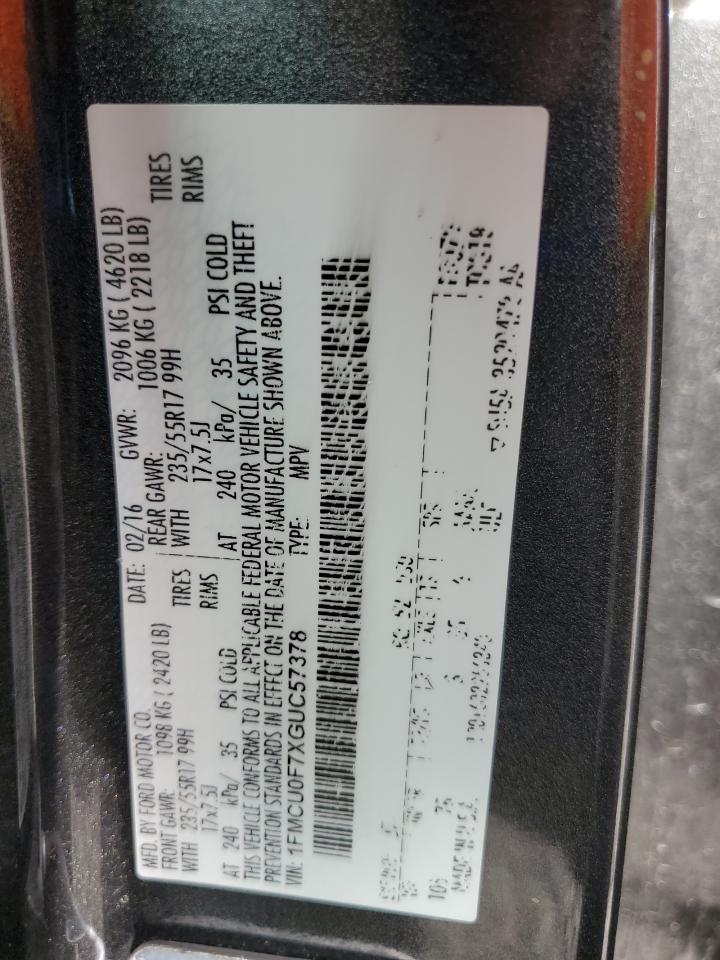 MFD. BY FORD MOTOR CO. DATE: 02/16 GVWR: 2096 KG ( 4620 LB)
FRONT GAWR: 1098 KG ( 2420 LB) REAR GAWR: 1006 KG ( 2218 LB)
WITH 235/55R17 99H TIRES WITH 235/55R17 99H TIRES
17x7.5J RIMS 17x7.5J RIMS
AT 240 kPa/ 35 PSI COLD AT 240 kPa/ 35 PSI COLD
THIS VEHICLE CONFORMS TO ALL APPLICABLE FEDERAL MOTOR VEHICLE SAFETY AND THEFT
PREVENTION STANDARDS IN EFFECT ON THE DATE OF MANUFACTURE SHOWN ABOVE.
VIN: 1FMCU0F7XGUC57378 TYPE: MPV
MADE IN U.S.A.